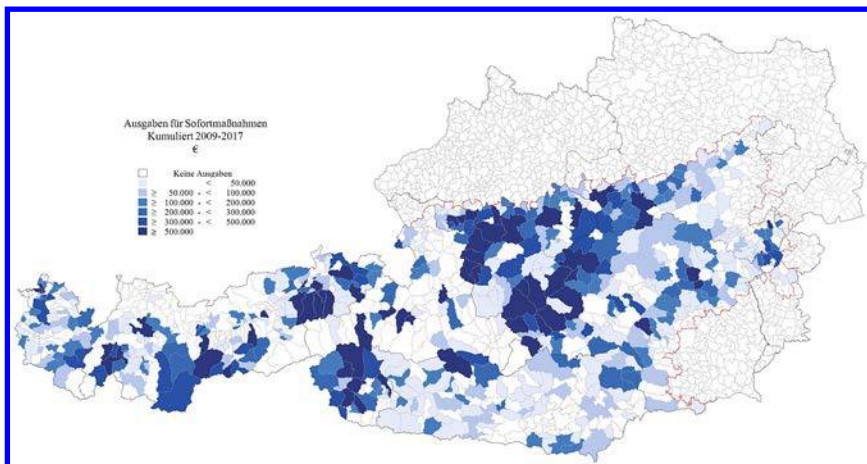 Ausgaben für Sofortmaßnahmen
Kumuliert 2009-2017
€
Keine Ausgaben
< 50.000
≥ 50.000 - < 100.000
≥ 100.000 - < 200.000
≥ 200.000 - < 300.000
≥ 300.000 - < 500.000
≥ 500.000